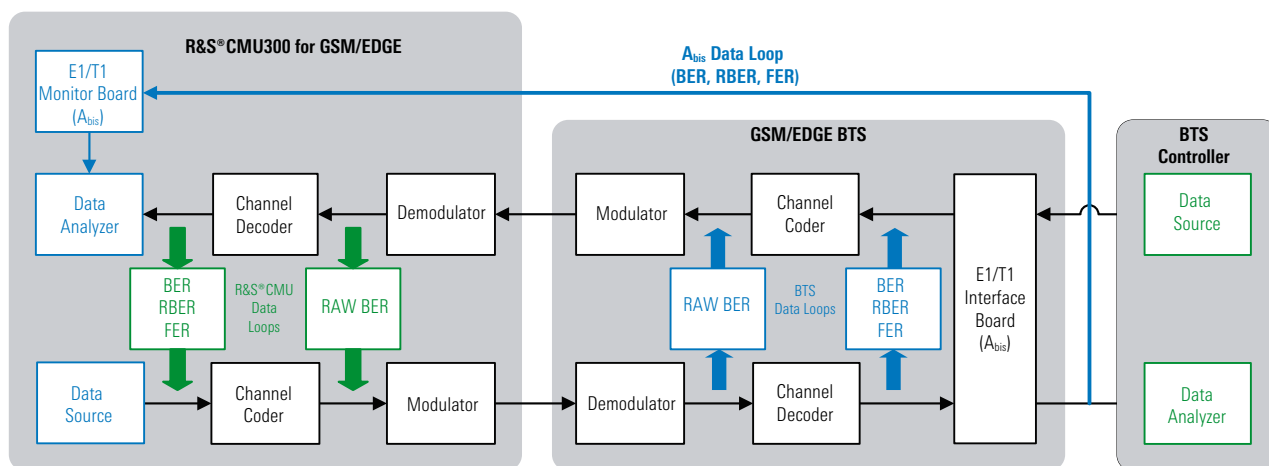 R&S®CMU300 for GSM/EDGE
E1/T1
Monitor Board
(Abis)
Abis Data Loop
(BER, RBER, FER)
GSM/EDGE BTS
BTS
Controller
Data
Analyzer
Channel
Decoder
Demodulator
Modulator
Channel
Coder
Data
Source
BER
RBER
FER
R&S®CMU
Data
Loops
RAW BER
RAW BER
BTS
Data Loops
BER
RBER
FER
E1/T1
Interface
Board
(Abis)
Data
Source
Channel
Coder
Modulator
Demodulator
Channel
Decoder
Data
Analyzer